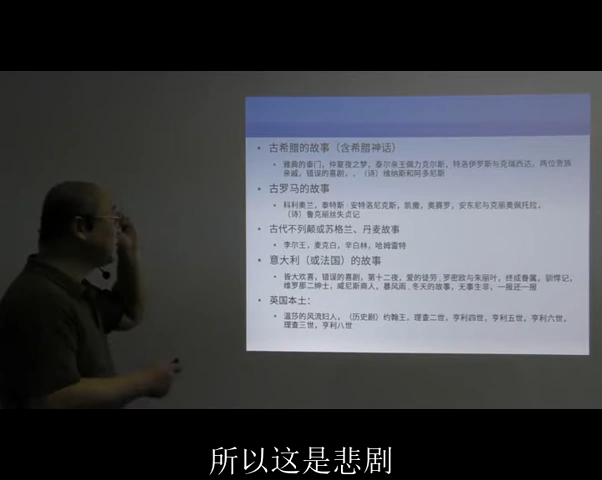 • 古希腊的故事（含希腊神话）
• 雅典的泰门，仲夏夜之梦，泰尔亲王佩力克尔斯，特洛伊罗斯与克瑞西达，两位贵族
亲戚，错误的喜剧，，（诗）维纳斯和阿多尼斯
• 古罗马的故事
• 科利奥兰，泰特斯·安特洛尼克斯，凯撒，奥赛罗，安东尼与克丽奥佩托拉，
（诗）鲁克丽丝失贞记
• 古代不列颠或苏格兰、丹麦故事
• 李尔王，麦克白，辛白林，哈姆雷特
• 意大利（或法国）的故事
• 皆大欢喜，错误的喜剧，第十二夜，爱的徒劳，罗密欧与朱丽叶，终成眷属，驯悍记，
维罗那二绅士，威尼斯商人，暴风雨，冬天的故事，无事生非，一报还一报
• 英国本土：
• 温莎的风流妇人，（历史剧）约翰王，理查二世，亨利四世，亨利五世，亨利六世，
理查三世，亨利八世
所以这是悲剧